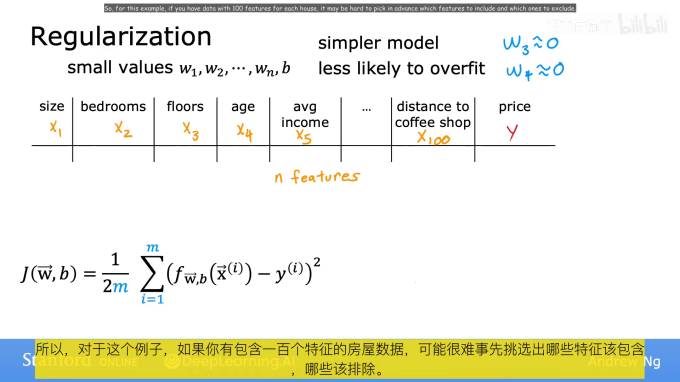 So, for this example, if you have data with 100 features for each house, it may be hard to pick in advance which features to include and which ones to exclude.
bilibili
Regularization
simpler model w₃≈0
small values w₁, w₂, ⋯, wₙ, b less likely to overfit w₄≈0
size bedrooms floors age avg income ... distance to coffee shop price
x₁ x₂ x₃ x₄ x₅ x₁₀₀ y
n features
J(w⃗, b) = 1/2m ∑ᵢ₌₁ᵐ (f_w⃗,b(x⃗⁽ⁱ⁾) − y⁽ⁱ⁾)²
所以，对于这个例子，如果你有包含一百个特征的房屋数据，可能很难事先挑选出哪些特征该包含
，哪些该排除。
Stanford ONLINE DeepLearning.AI Andrew Ng